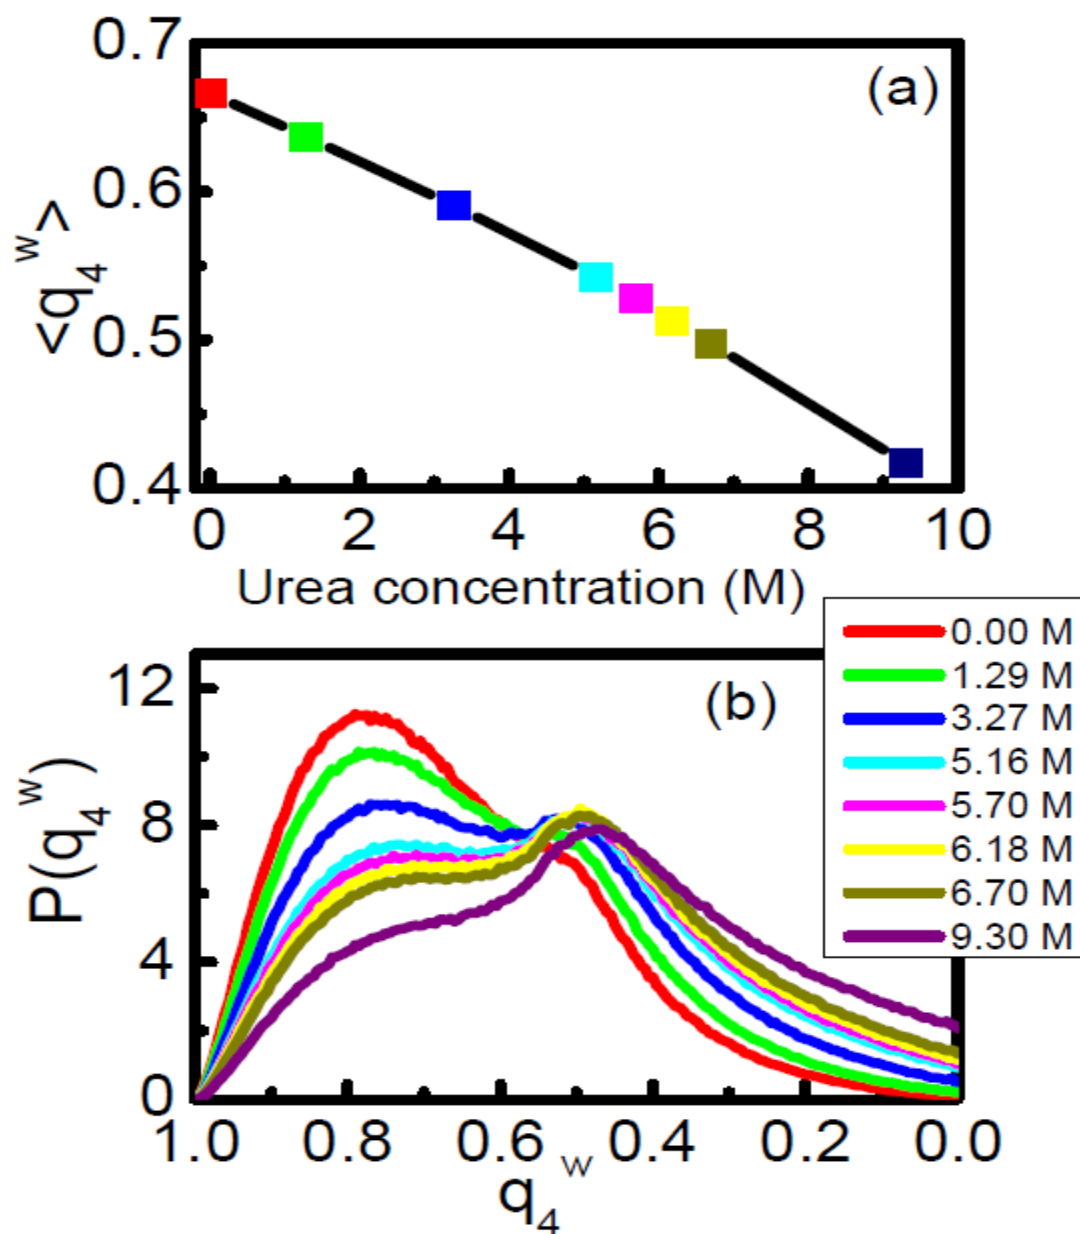 0.7
(a)
0.6
<q₄ʷ>
0.5
0.4
0 2 4 6 8 10
Urea concentration (M)
0.00 M
1.29 M
3.27 M
5.16 M
5.70 M
6.18 M
6.70 M
9.30 M
12
(b)
8
P(q₄ʷ)
4
0
1.0 0.8 0.6 0.4 0.2 0.0
q₄ʷ